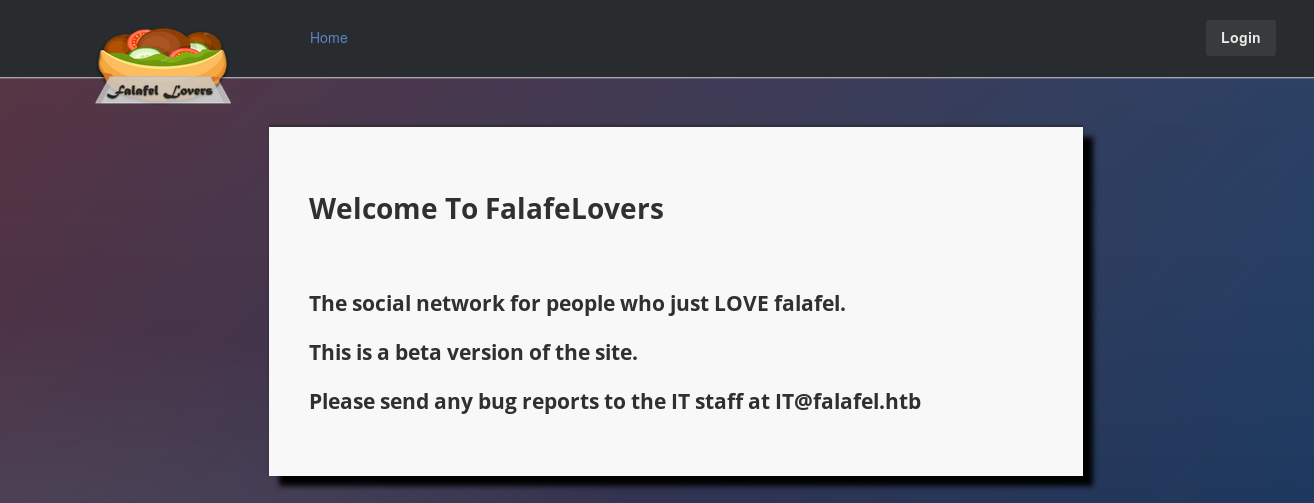 Home
Login
Falafel Lovers
Welcome To FalafeLovers
The social network for people who just LOVE falafel.
This is a beta version of the site.
Please send any bug reports to the IT staff at IT@falafel.htb